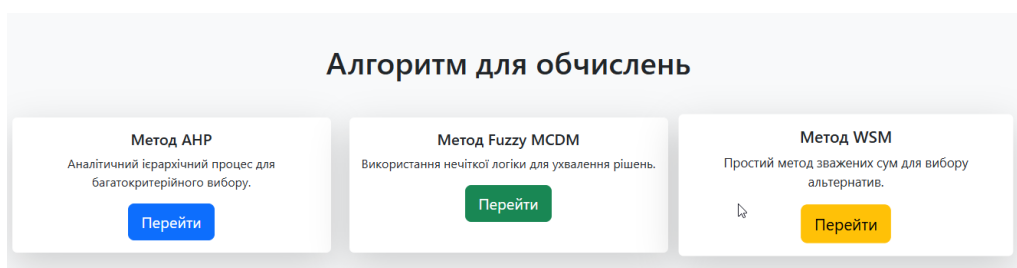 Алгоритм для обчислень
Метод AHP
Аналітичний ієрархічний процес для
багатокритерійного вибору.
Перейти
Метод Fuzzy MCDM
Використання нечіткої логіки для ухвалення рішень.
Перейти
Метод WSM
Простий метод зважених сум для вибору
альтернатив.
Перейти